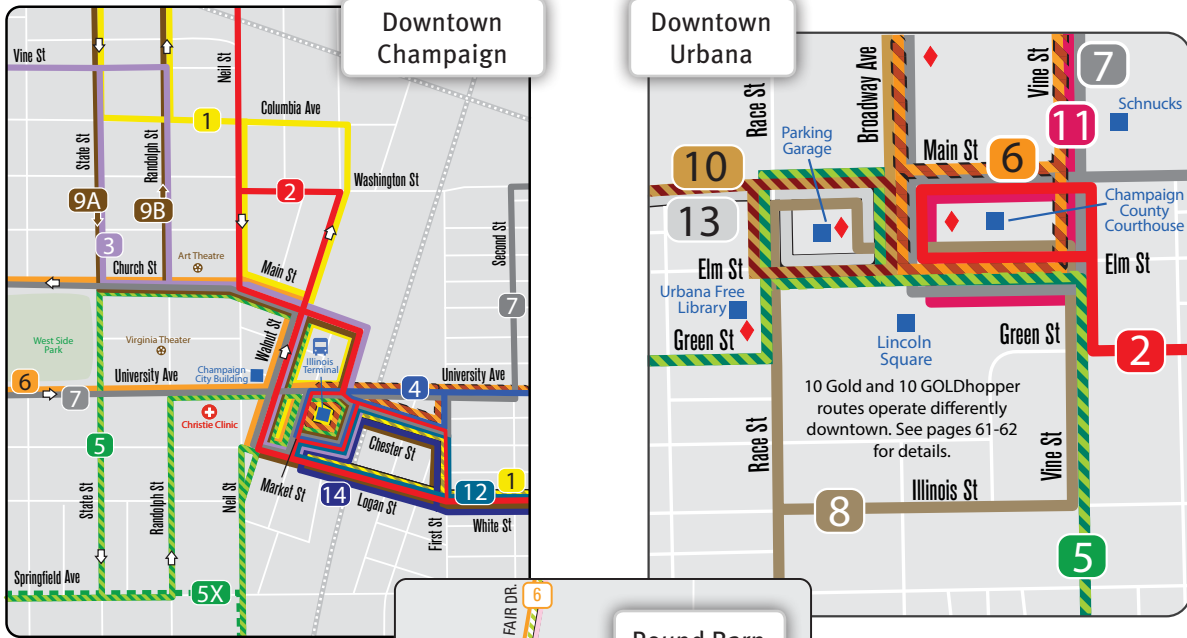 Downtown
Champaign
Vine St
Neil St
Columbia Ave
1
State St
Randolph St
Washington St
2
9A
9B
3
Church St
Art Theatre
Main St
Second St
7
West Side
Park
Virginia Theater
Walnut St
Illinois
Terminal
Champaign
City Building
6
University Ave
7
4
University Ave
Christie Clinic
5
Chester St
State St
Randolph St
Neil St
Market St
14
Logan St
First St
12
1
White St
Springfield Ave
5X
Downtown
Urbana
Race St
Broadway Ave
Vine St
7
Schnucks
11
Parking
Garage
Main St
6
10
13
Champaign
County
Courthouse
Elm St
Elm St
Urbana Free
Library
Green St
Lincoln
Square
Green St
2
10 Gold and 10 GOLDhopper
routes operate differently
downtown. See pages 61-62
for details.
Race St
Vine St
Illinois St
8
5
FAIR DR.
6
Round Barn